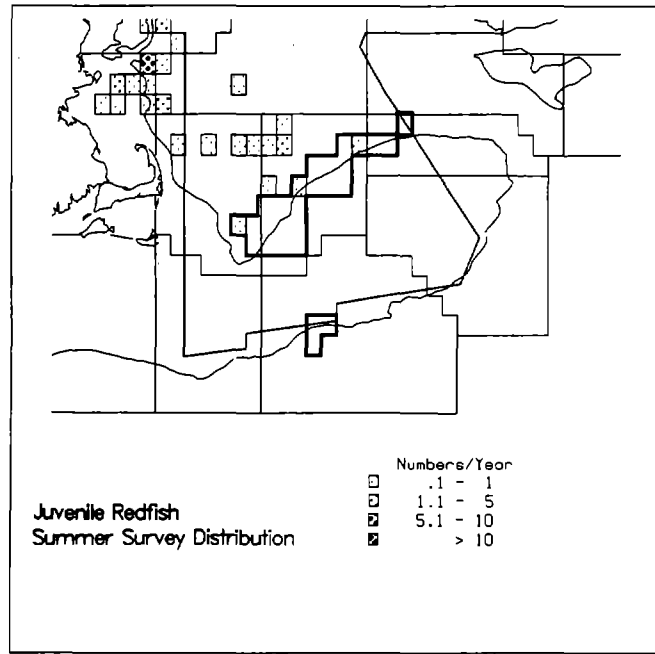 Numbers/Year
.1 - 1
1.1 - 5
5.1 - 10
> 10
Juvenile Redfish
Summer Survey Distribution